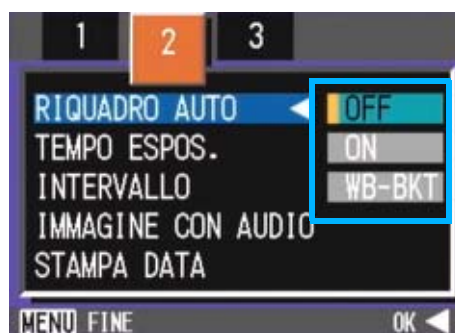 1 2 3
RIQUADRO AUTO OFF
TEMPO ESPOS. ON
INTERVALLO WB-BKT
IMMAGINE CON AUDIO
STAMPA DATA
MENU FINE OK